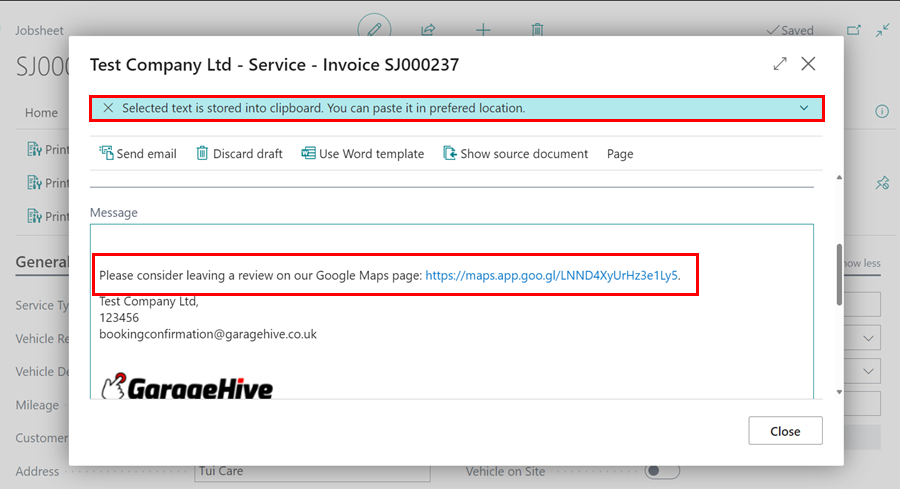 Jobsheet
Saved
SJ000
Test Company Ltd - Service - Invoice SJ000237
Selected text is stored into clipboard. You can paste it in prefered location.
Home
Send email Discard draft Use Word template Show source document Page
Print
Print
Print
Message
Please consider leaving a review on our Google Maps page: https://maps.app.goo.gl/LNND4XyUrHz3e1Ly5.
Test Company Ltd,
123456
bookingconfirmation@garagehive.co.uk
GarageHive
General
how less
Service Ty
Vehicle Re
Vehicle De
Mileage
Customer
Close
Address Tui Care Vehicle on Site